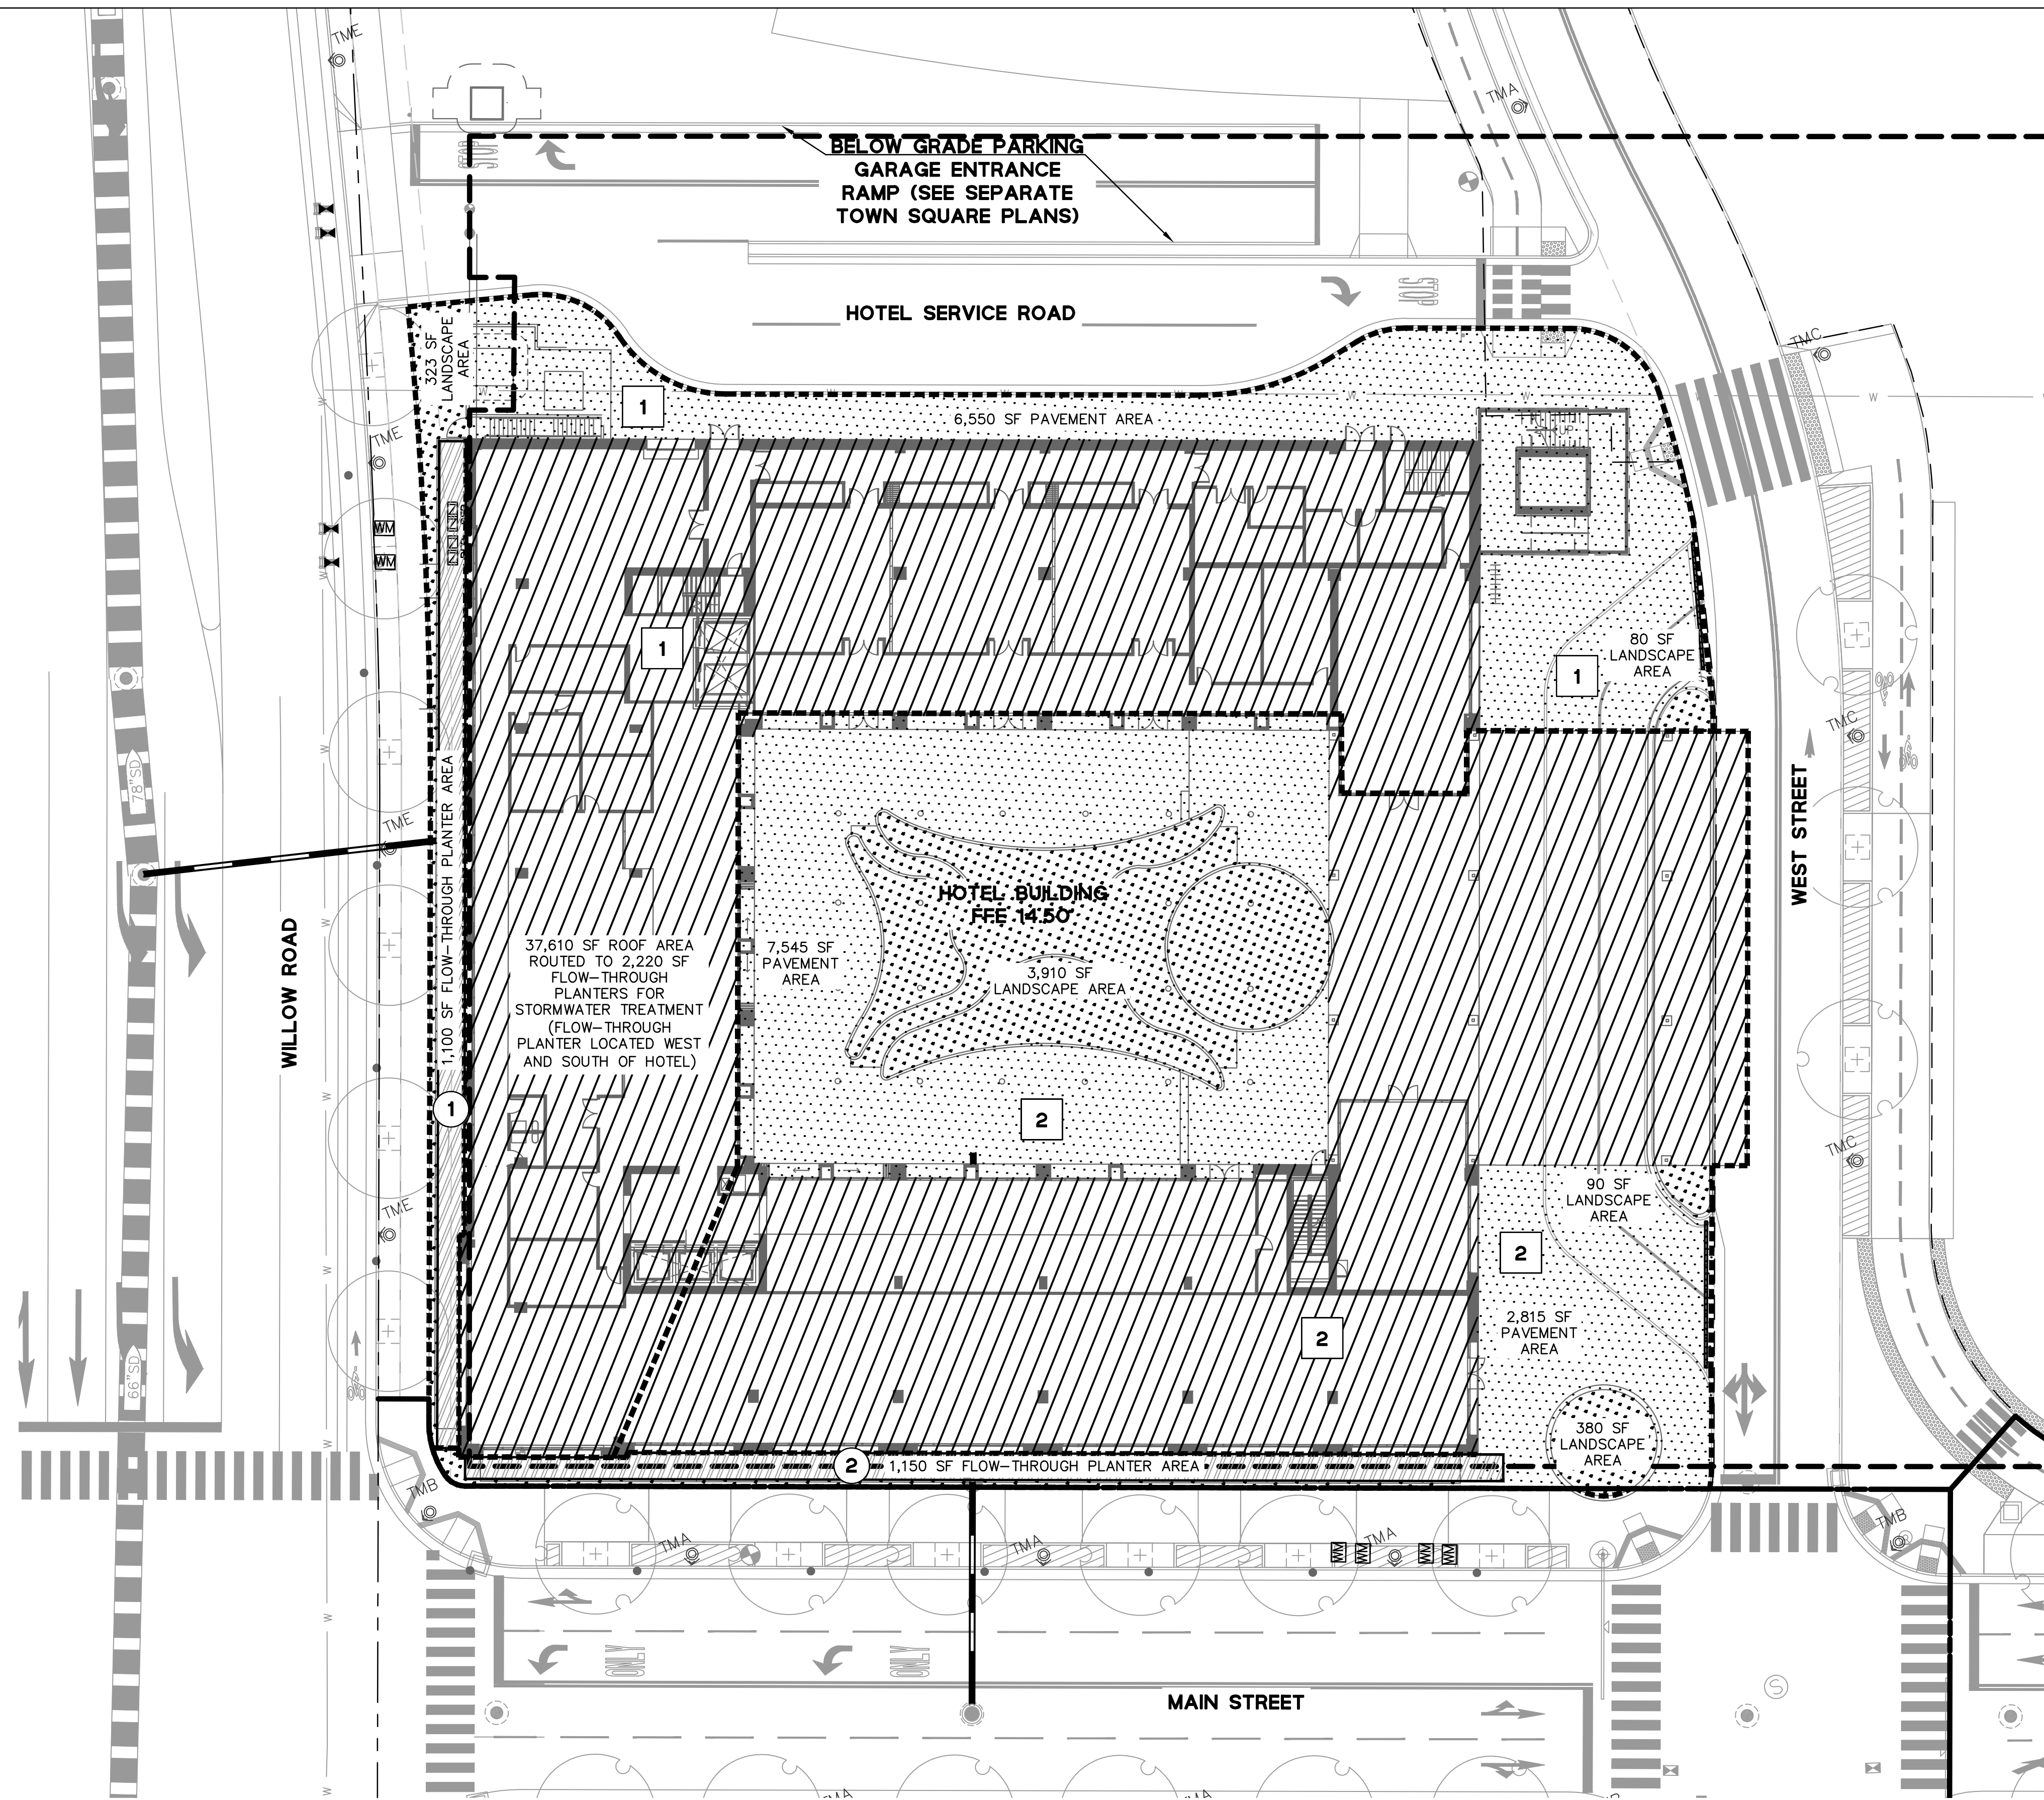 TME
TMA
BELOW GRADE PARKING
GARAGE ENTRANCE
RAMP (SEE SEPARATE
TOWN SQUARE PLANS)
STOP
STOP
HOTEL SERVICE ROAD
TMC
323 SF
LANDSCAPE
AREA
1
6,550 SF PAVEMENT AREA
W
W
W
W
W
W
W
UP
TME
WM
WM
1
80 SF
LANDSCAPE
AREA
1
TMC
78"SD
1,100 SF FLOW-THROUGH PLANTER AREA
TME
WEST STREET
HOTEL BUILDING
FFE 14.50
37,610 SF ROOF AREA
ROUTED TO 2,220 SF
FLOW-THROUGH
PLANTERS FOR
STORMWATER TREATMENT
(FLOW-THROUGH
PLANTER LOCATED WEST
AND SOUTH OF HOTEL)
7,545 SF
PAVEMENT
AREA
3,910 SF
LANDSCAPE AREA
WILLOW ROAD
1
2
TMC
90 SF
LANDSCAPE
AREA
TME
2
2
2,815 SF
PAVEMENT
AREA
66"SD
380 SF
LANDSCAPE
AREA
2
1,150 SF FLOW-THROUGH PLANTER AREA
TMB
TMB
TMA
TMA
TMA
ONLY
ONLY
MAIN STREET
S
TMA
TMA